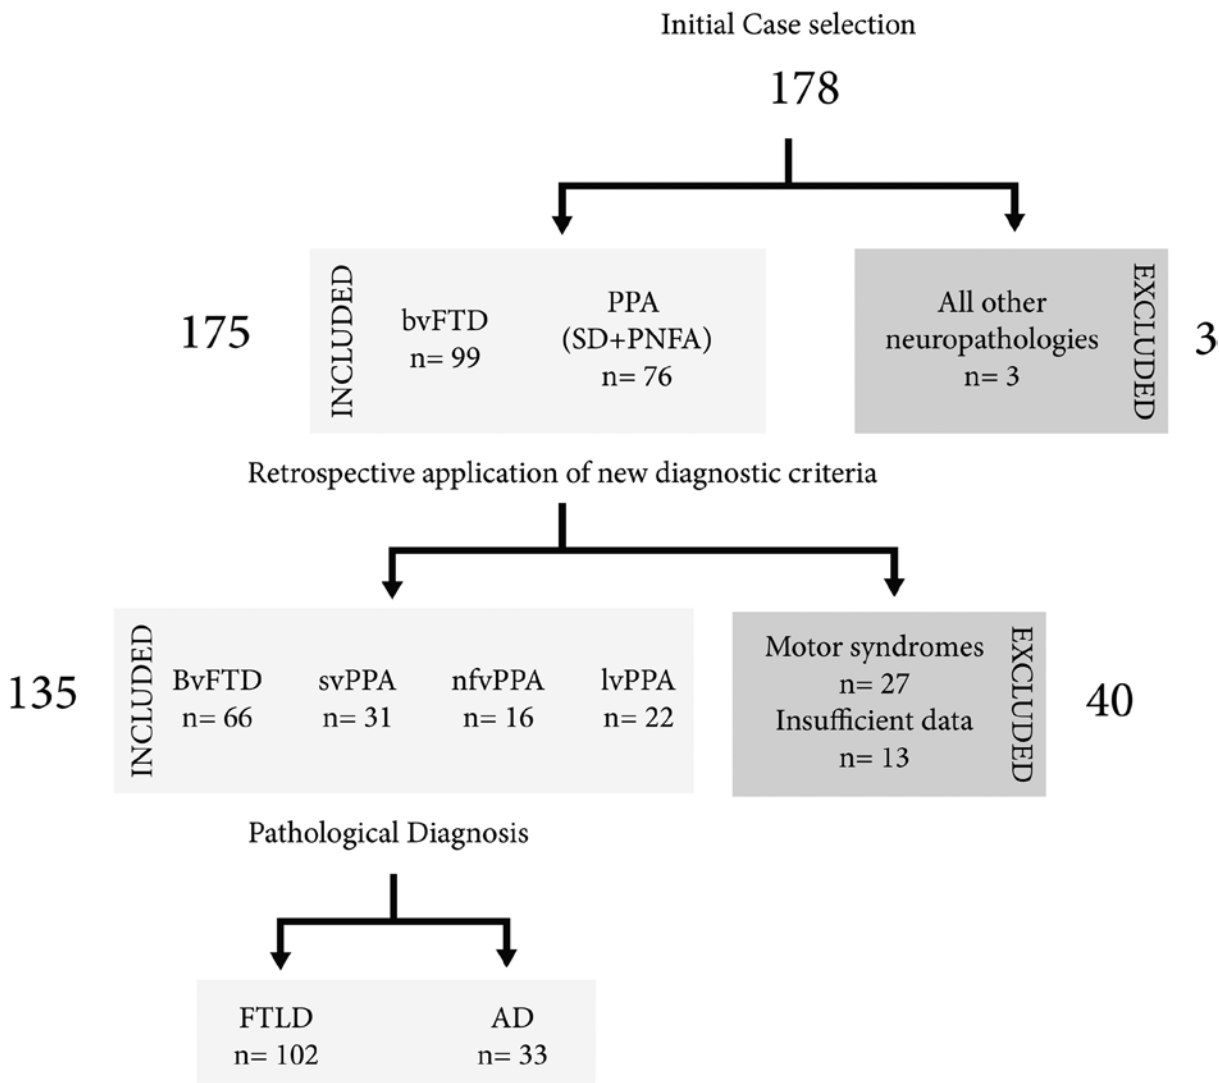 Initial Case selection
178
175
INCLUDED
bvFTD
n= 99
PPA
(SD+PNFA)
n= 76
All other
neuropathologies
n= 3
EXCLUDED
3
Retrospective application of new diagnostic criteria
135
INCLUDED
BvFTD
n= 66
svPPA
n= 31
nfvPPA
n= 16
lvPPA
n= 22
Motor syndromes
n= 27
Insufficient data
n= 13
EXCLUDED
40
Pathological Diagnosis
FTLD
n= 102
AD
n= 33